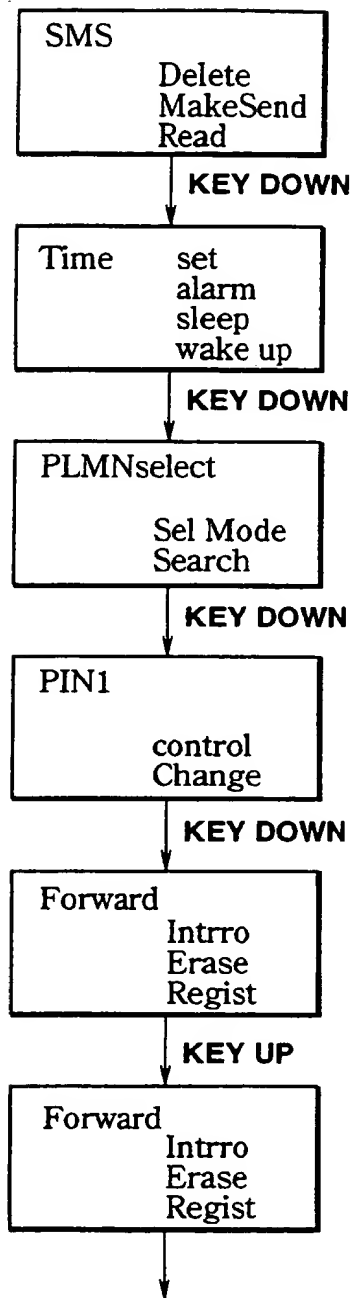 SMS
Delete
MakeSend
Read
KEY DOWN
Time set
alarm
sleep
wake up
KEY DOWN
PLMNselect
Sel Mode
Search
KEY DOWN
PIN1
control
Change
KEY DOWN
Forward
Intrro
Erase
Regist
KEY UP
Forward
Intrro
Erase
Regist